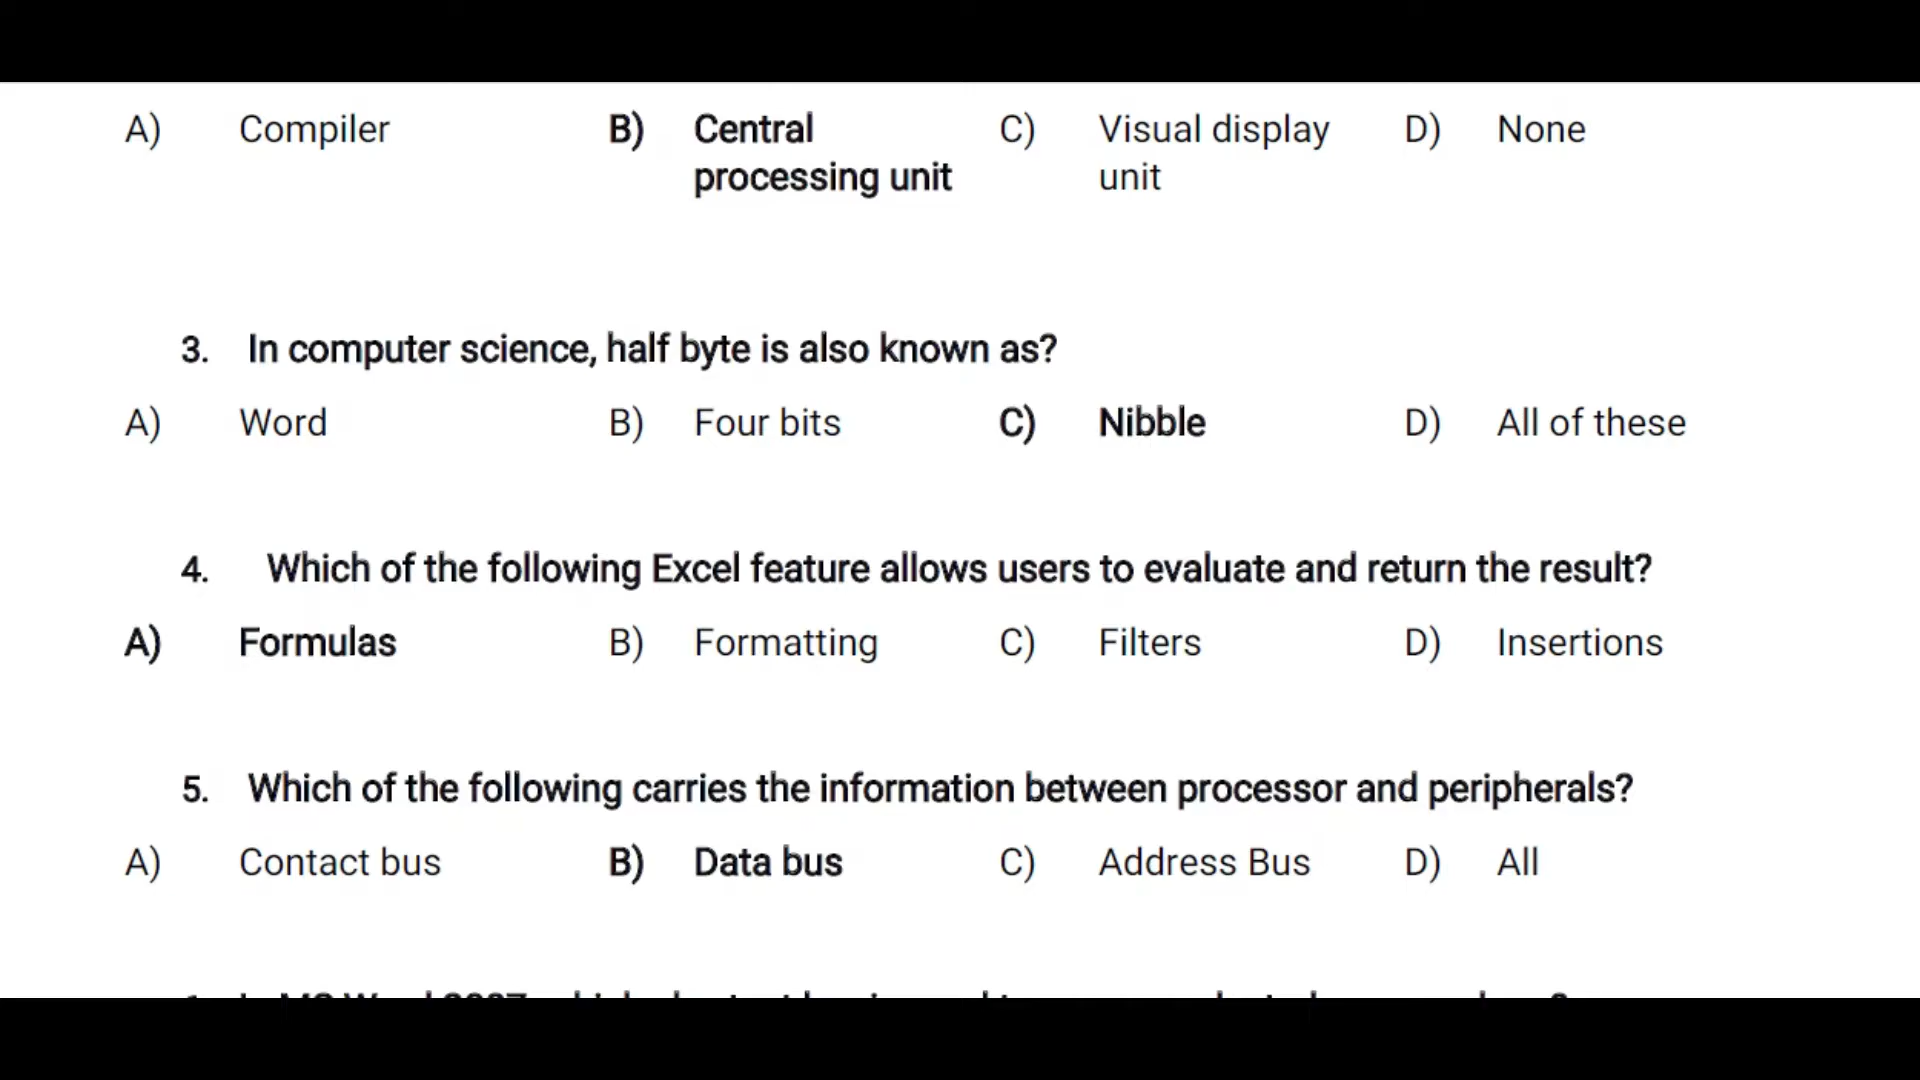 A) Compiler B) Central C) Visual display D) None
processing unit unit
3. In computer science, half byte is also known as?
A) Word B) Four bits C) Nibble D) All of these
4. Which of the following Excel feature allows users to evaluate and return the result?
A) Formulas B) Formatting C) Filters D) Insertions
5. Which of the following carries the information between processor and peripherals?
A) Contact bus B) Data bus C) Address Bus D) All